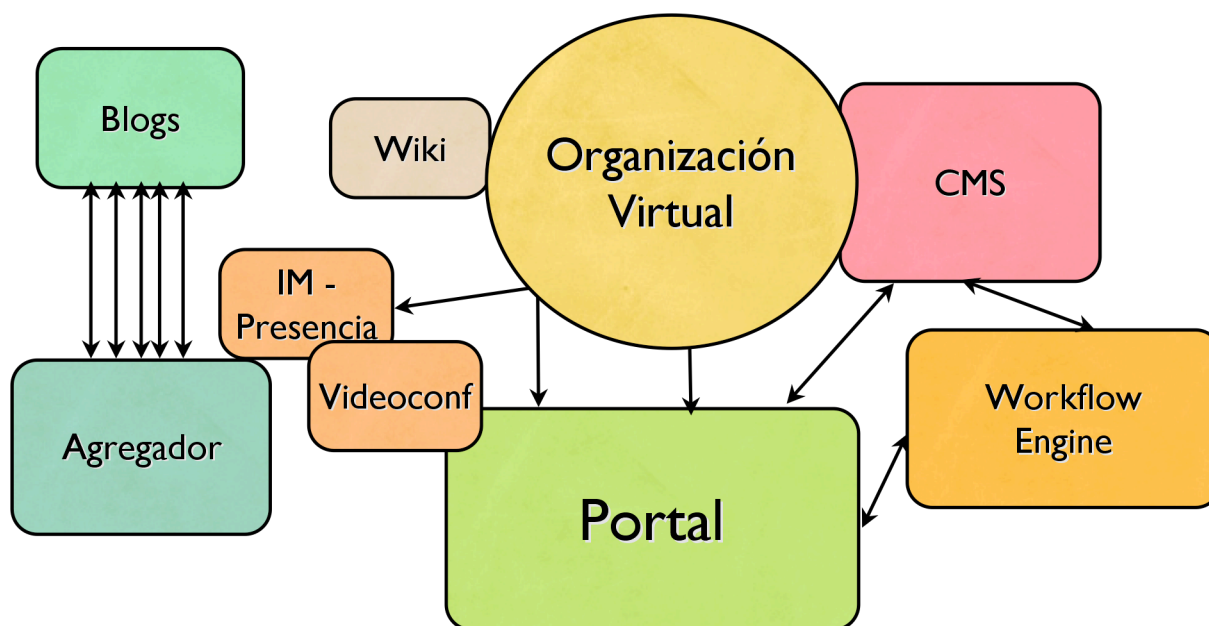 Blogs
Wiki
Organización
Virtual
CMS
IM -
Presencia
Videoconf
Agregador
Portal
Workflow
Engine